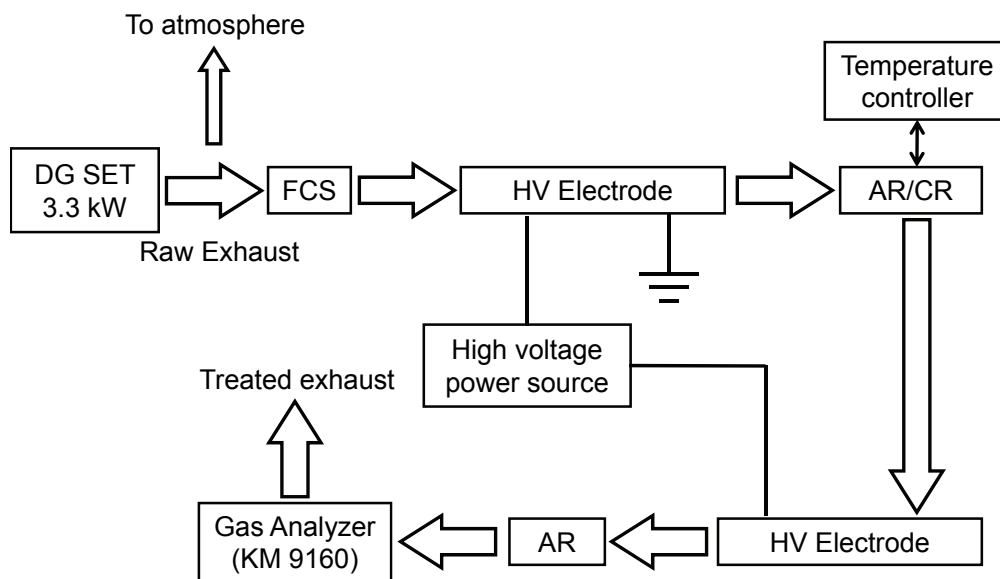 To atmosphere
Temperature
controller
DG SET
3.3 kW
FCS
HV Electrode
AR/CR
Raw Exhaust
High voltage
power source
Treated exhaust
Gas Analyzer
(KM 9160)
AR
HV Electrode